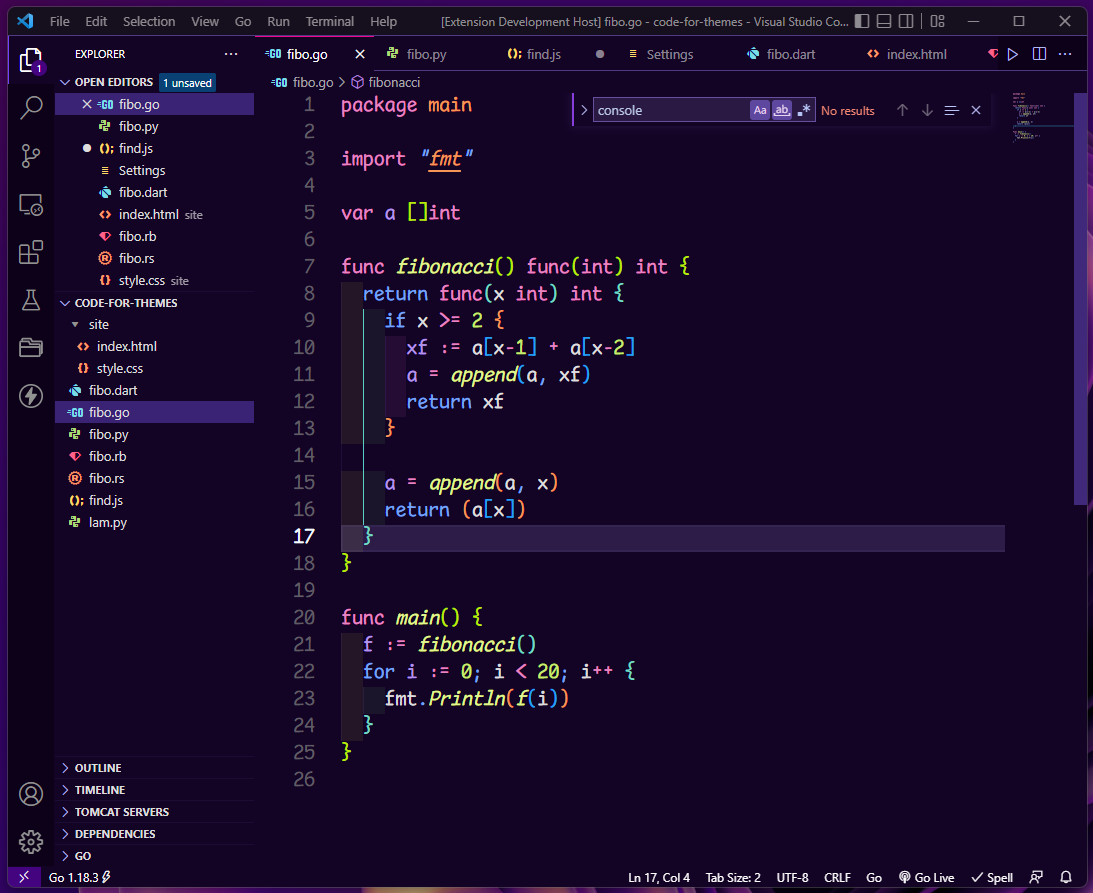 File Edit Selection View Go Run Terminal Help [Extension Development Host] fibo.go - code-for-themes - Visual Studio Co...
EXPLORER
fibo.go fibo.py find.js Settings fibo.dart index.html
1
OPEN EDITORS 1 unsaved
fibo.go
fibo.py
find.js
Settings
fibo.dart
index.html site
fibo.rb
fibo.rs
style.css site
CODE-FOR-THEMES
site
index.html
style.css
fibo.dart
fibo.go
fibo.py
fibo.rb
fibo.rs
find.js
lam.py
OUTLINE
TIMELINE
TOMCAT SERVERS
DEPENDENCIES
GO
fibo.go > fibonacci
console Aa ab .* No results
1 package main
2
3 import "fmt"
4
5 var a []int
6
7 func fibonacci() func(int) int {
8 return func(x int) int {
9 if x >= 2 {
10 xf := a[x-1] + a[x-2]
11 a = append(a, xf)
12 return xf
13 }
14
15 a = append(a, x)
16 return (a[x])
17 }
18 }
19
20 func main() {
21 f := fibonacci()
22 for i := 0; i < 20; i++ {
23 fmt.Println(f(i))
24 }
25 }
26
Go 1.18.3 Ln 17, Col 4 Tab Size: 2 UTF-8 CRLF Go Go Live Spell